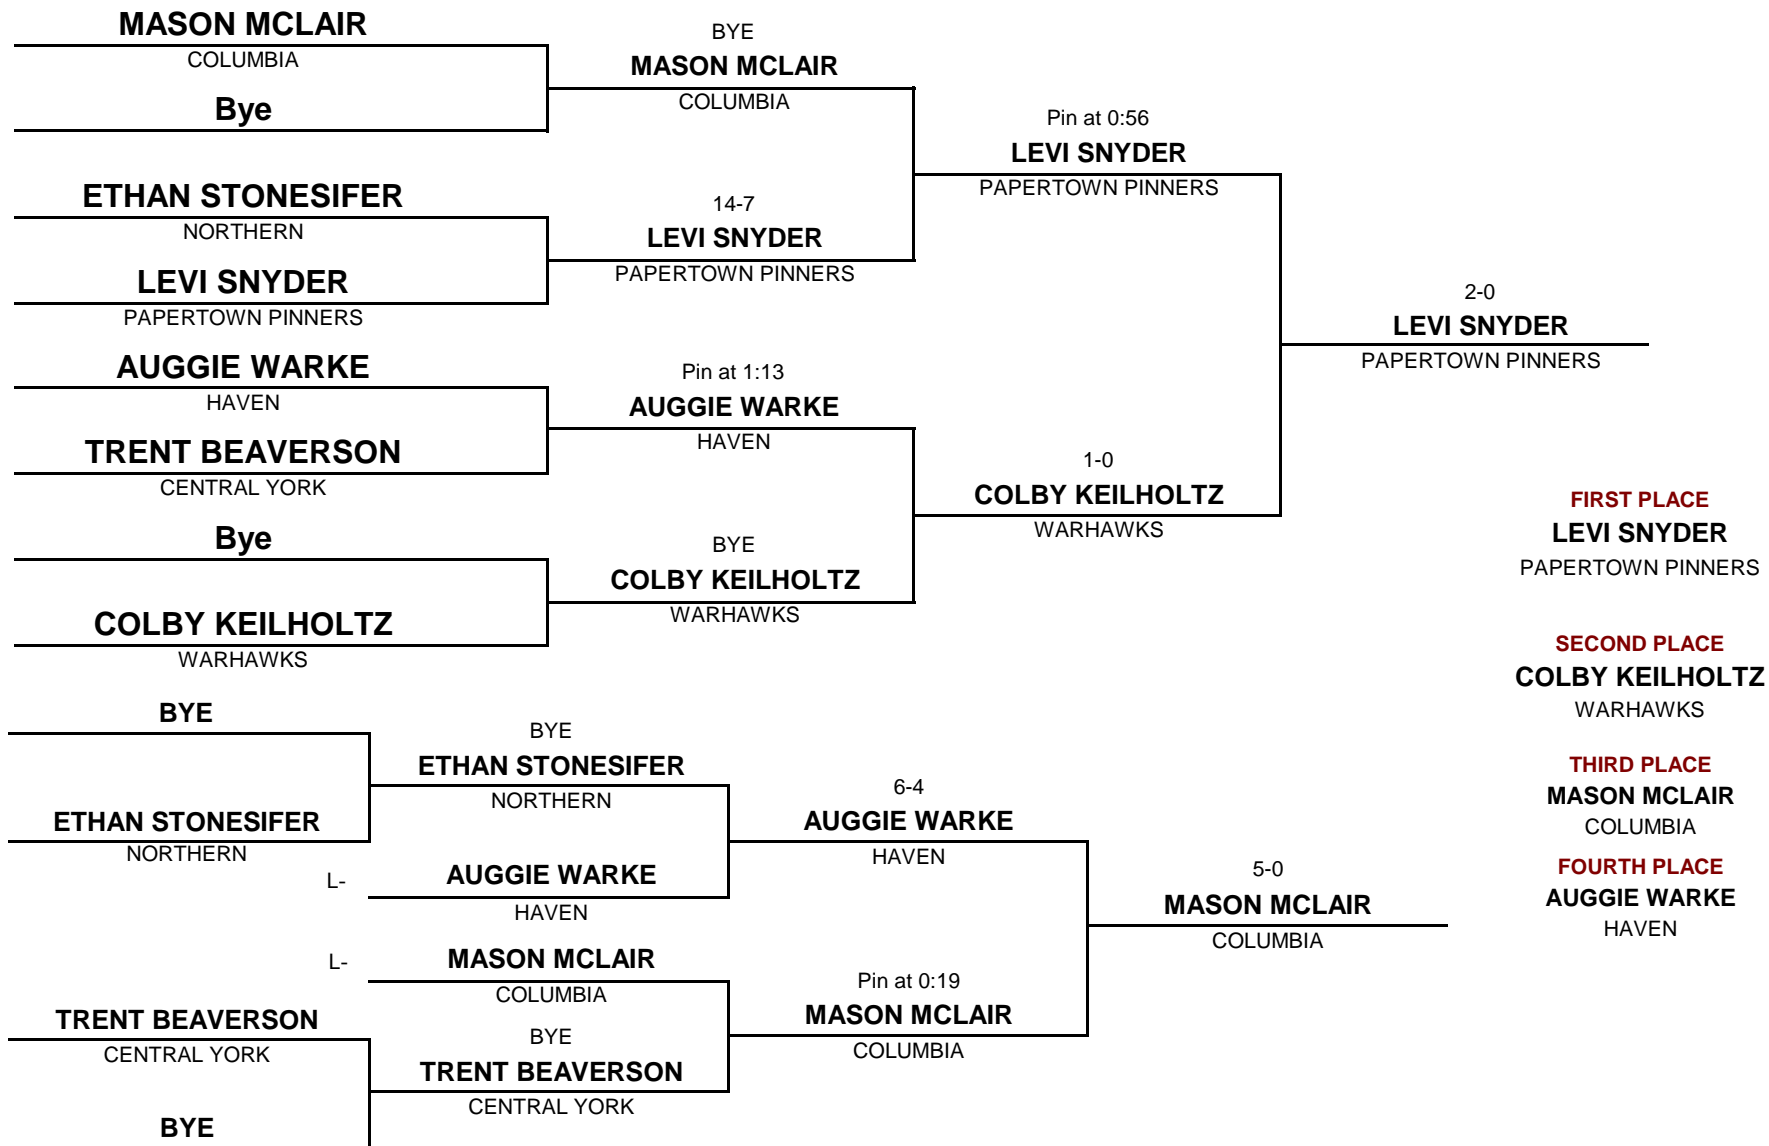 MASON MCLAIR
COLUMBIA
Bye
ETHAN STONESIFER
NORTHERN
LEVI SNYDER
PAPERTOWN PINNERS
AUGGIE WARKE
HAVEN
TRENT BEAVERSON
CENTRAL YORK
Bye
COLBY KEILHOLTZ
WARHAWKS
BYE
MASON MCLAIR
COLUMBIA
14-7
LEVI SNYDER
PAPERTOWN PINNERS
Pin at 1:13
AUGGIE WARKE
HAVEN
BYE
COLBY KEILHOLTZ
WARHAWKS
Pin at 0:56
LEVI SNYDER
PAPERTOWN PINNERS
1-0
COLBY KEILHOLTZ
WARHAWKS
2-0
LEVI SNYDER
PAPERTOWN PINNERS
FIRST PLACE
LEVI SNYDER
PAPERTOWN PINNERS
SECOND PLACE
COLBY KEILHOLTZ
WARHAWKS
THIRD PLACE
MASON MCLAIR
COLUMBIA
FOURTH PLACE
AUGGIE WARKE
HAVEN
BYE
ETHAN STONESIFER
NORTHERN
TRENT BEAVERSON
CENTRAL YORK
BYE
BYE
ETHAN STONESIFER
NORTHERN
L-
AUGGIE WARKE
HAVEN
L-
MASON MCLAIR
COLUMBIA
BYE
TRENT BEAVERSON
CENTRAL YORK
6-4
AUGGIE WARKE
HAVEN
Pin at 0:19
MASON MCLAIR
COLUMBIA
5-0
MASON MCLAIR
COLUMBIA